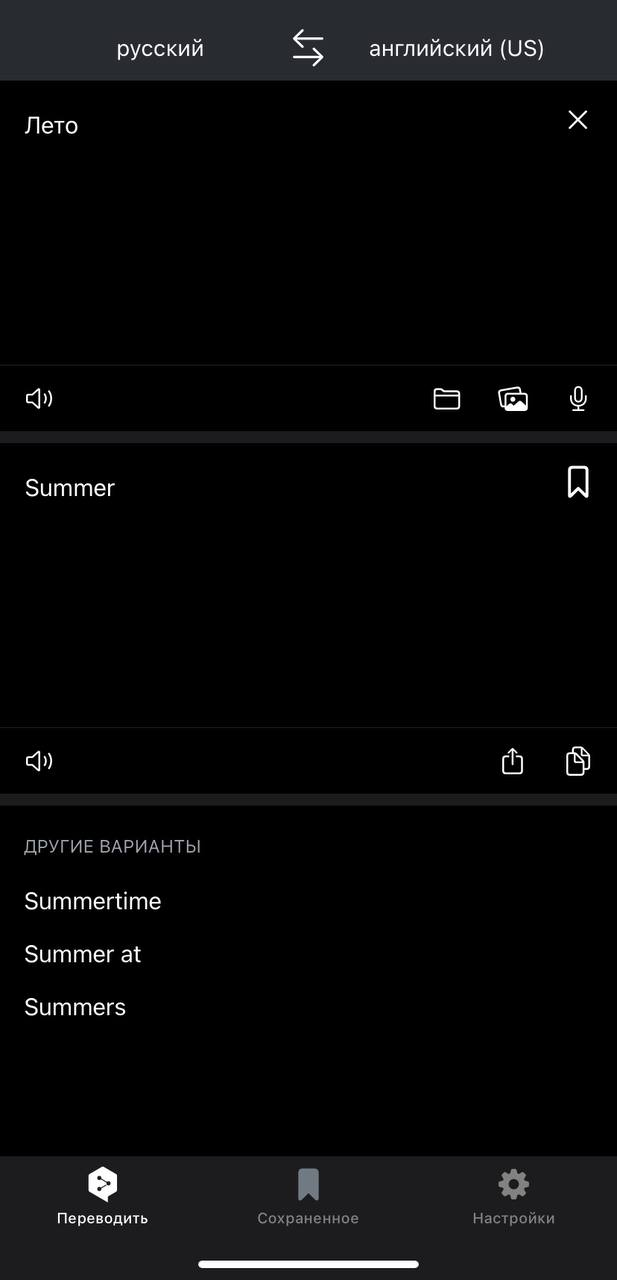 русский английский (US)
Лето
Summer
ДРУГИЕ ВАРИАНТЫ
Summertime
Summer at
Summers
Переводить Сохраненное Настройки